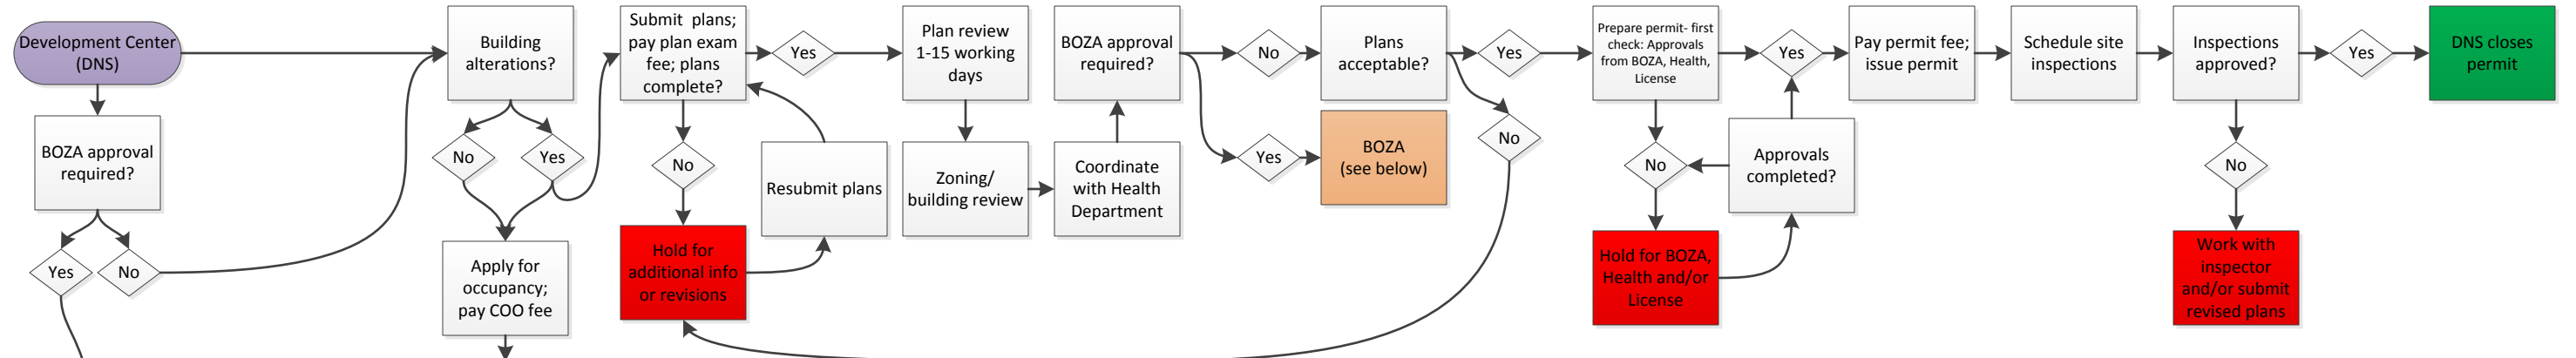 Development Center
(DNS)
BOZA approval
required?
Yes
No
Building
alterations?
No
Yes
Apply for
occupancy;
pay COO fee
Submit plans;
pay plan exam
fee; plans
complete?
Yes
No
Hold for
additional info
or revisions
Resubmit plans
Plan review
1-15 working
days
Zoning/
building review
Coordinate
with Health
Department
BOZA approval
required?
No
Yes
Plans
acceptable?
BOZA
(see below)
Yes
No
Prepare permit- first
check: Approvals
from BOZA, Health,
License
Yes
No
Approvals
completed?
Hold for BOZA,
Health and/or
License
Pay permit fee;
issue permit
Schedule site
inspections
Inspections
approved?
Yes
No
Work with
inspector
and/or submit
revised plans
DNS closes
permit